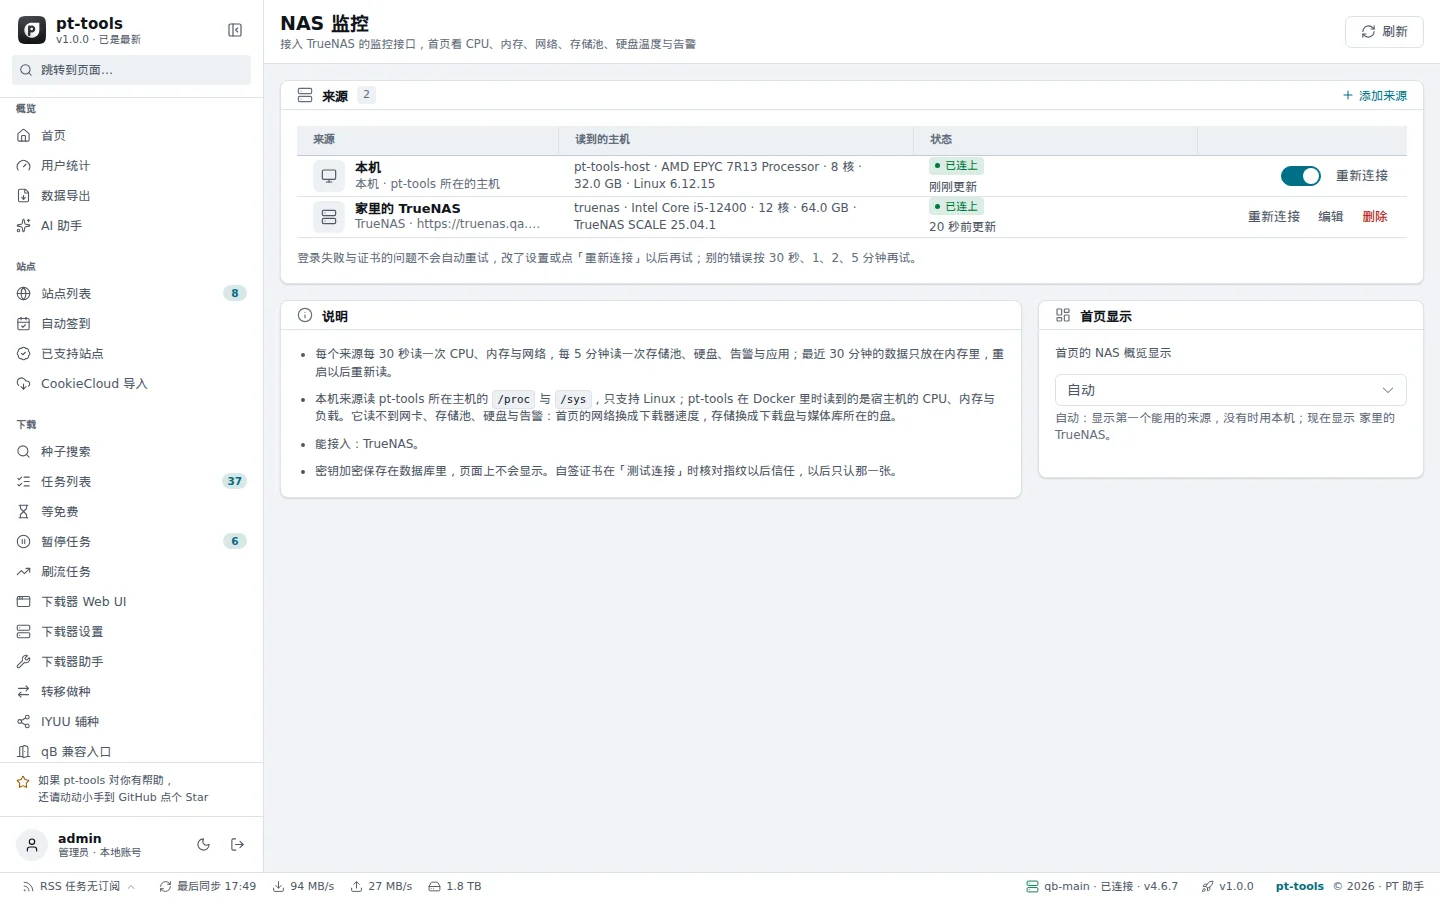 pt-tools
v1.0.0 · 已是最新
跳转到页面...
概览
首页
用户统计
数据导出
AI 助手
站点
站点列表 8
自动签到
已支持站点
CookieCloud 导入
下载
种子搜索
任务列表 37
等免费
暂停任务 6
刷流任务
下载器 Web UI
下载器设置
下载器助手
转移做种
IYUU 辅种
qB 兼容入口
如果 pt-tools 对你有帮助，
还请动动小手到 GitHub 点个 Star
admin
管理员 · 本地账号
NAS 监控
接入 TrueNAS 的监控接口，首页看 CPU、内存、网络、存储池、硬盘温度与告警
刷新
来源 2
添加来源
来源 读到的主机 状态
本机
本机 · pt-tools 所在的主机
pt-tools-host · AMD EPYC 7R13 Processor · 8 核 ·
32.0 GB · Linux 6.12.15
已连上
刚刚更新
重新连接
家里的 TrueNAS
TrueNAS · https://truenas.qa....
truenas · Intel Core i5-12400 · 12 核 · 64.0 GB ·
TrueNAS SCALE 25.04.1
已连上
20 秒前更新
重新连接 编辑 删除
登录失败与证书的问题不会自动重试，改了设置或点「重新连接」以后再试；别的错误按 30 秒、1、2、5 分钟再试。
说明
每个来源每 30 秒读一次 CPU、内存与网络，每 5 分钟读一次存储池、硬盘、告警与应用；最近 30 分钟的数据只放在内存里，重
启以后重新读。
本机来源读 pt-tools 所在主机的 /proc 与 /sys，只支持 Linux；pt-tools 在 Docker 里时读到的是宿主机的 CPU、内存与
负载。它读不到网卡、存储池、硬盘与告警：首页的网络换成下载器速度，存储换成下载盘与媒体库所在的盘。
能接入：TrueNAS。
密钥加密保存在数据库里，页面上不会显示。自签证书在「测试连接」时核对指纹以后信任，以后只认那一张。
首页显示
首页的 NAS 概览显示
自动
自动：显示第一个能用的来源，没有时用本机；现在显示 家里的
TrueNAS。
RSS 任务无订阅 最后同步 17:49 94 MB/s 27 MB/s 1.8 TB
qb-main · 已连接 · v4.6.7 v1.0.0 pt-tools © 2026 · PT 助手